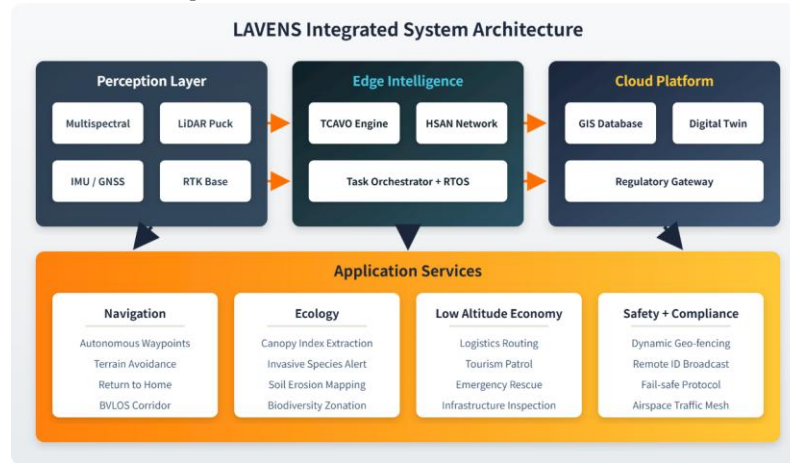 LAVENS Integrated System Architecture
Perception Layer
Multispectral
LiDAR Puck
IMU / GNSS
RTK Base
Edge Intelligence
TCAVO Engine
HSAN Network
Task Orchestrator + RTOS
Cloud Platform
GIS Database
Digital Twin
Regulatory Gateway
Application Services
Navigation
Autonomous Waypoints
Terrain Avoidance
Return to Home
BVLOS Corridor
Ecology
Canopy Index Extraction
Invasive Species Alert
Soil Erosion Mapping
Biodiversity Zonation
Low Altitude Economy
Logistics Routing
Tourism Patrol
Emergency Rescue
Infrastructure Inspection
Safety + Compliance
Dynamic Geo-fencing
Remote ID Broadcast
Fail-safe Protocol
Airspace Traffic Mesh